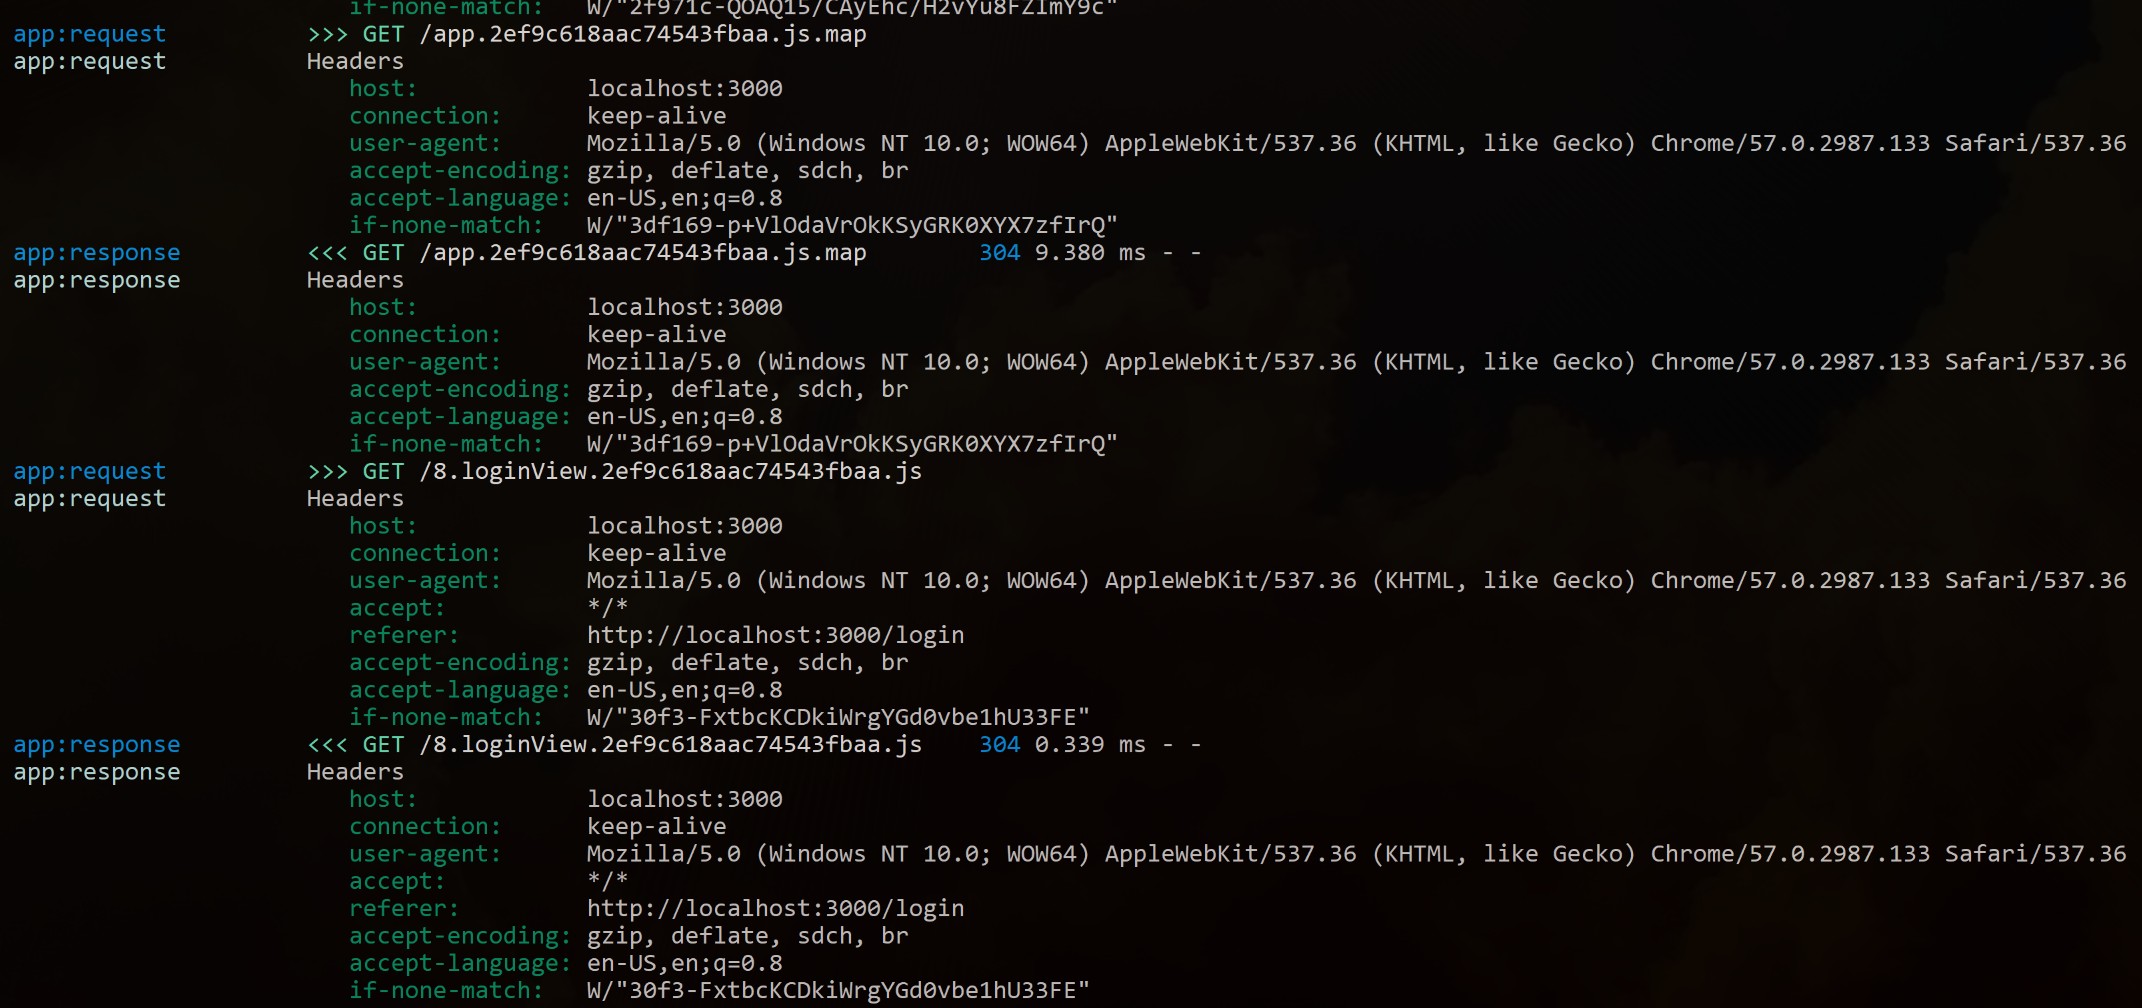 if-none-match: W/"2f971c-QOAQ15/CAyEhc/H2vYu8FZImY9c"
app:request >>> GET /app.2ef9c618aac74543fbaa.js.map
app:request Headers
host: localhost:3000
connection: keep-alive
user-agent: Mozilla/5.0 (Windows NT 10.0; WOW64) AppleWebKit/537.36 (KHTML, like Gecko) Chrome/57.0.2987.133 Safari/537.36
accept-encoding: gzip, deflate, sdch, br
accept-language: en-US,en;q=0.8
if-none-match: W/"3df169-p+VlOdaVrOkKSyGRK0XYX7zfIrQ"
app:response <<< GET /app.2ef9c618aac74543fbaa.js.map 304 9.380 ms - -
app:response Headers
host: localhost:3000
connection: keep-alive
user-agent: Mozilla/5.0 (Windows NT 10.0; WOW64) AppleWebKit/537.36 (KHTML, like Gecko) Chrome/57.0.2987.133 Safari/537.36
accept-encoding: gzip, deflate, sdch, br
accept-language: en-US,en;q=0.8
if-none-match: W/"3df169-p+VlOdaVrOkKSyGRK0XYX7zfIrQ"
app:request >>> GET /8.loginView.2ef9c618aac74543fbaa.js
app:request Headers
host: localhost:3000
connection: keep-alive
user-agent: Mozilla/5.0 (Windows NT 10.0; WOW64) AppleWebKit/537.36 (KHTML, like Gecko) Chrome/57.0.2987.133 Safari/537.36
accept: */*
referer: http://localhost:3000/login
accept-encoding: gzip, deflate, sdch, br
accept-language: en-US,en;q=0.8
if-none-match: W/"30f3-FxtbcKCDkiWrgYGd0vbe1hU33FE"
app:response <<< GET /8.loginView.2ef9c618aac74543fbaa.js 304 0.339 ms - -
app:response Headers
host: localhost:3000
connection: keep-alive
user-agent: Mozilla/5.0 (Windows NT 10.0; WOW64) AppleWebKit/537.36 (KHTML, like Gecko) Chrome/57.0.2987.133 Safari/537.36
accept: */*
referer: http://localhost:3000/login
accept-encoding: gzip, deflate, sdch, br
accept-language: en-US,en;q=0.8
if-none-match: W/"30f3-FxtbcKCDkiWrgYGd0vbe1hU33FE"